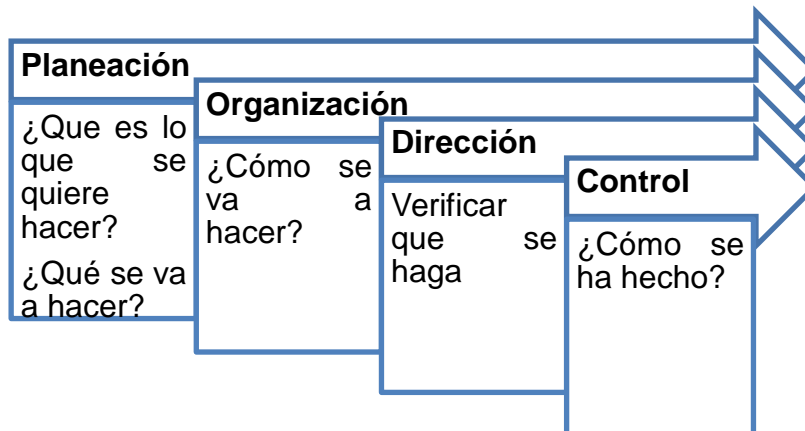 Planeación
¿Que es lo
que se
quiere
hacer?
¿Qué se va
a hacer?
Organización
¿Cómo se
va a
hacer?
Dirección
Verificar
que se
haga
Control
¿Cómo se
ha hecho?